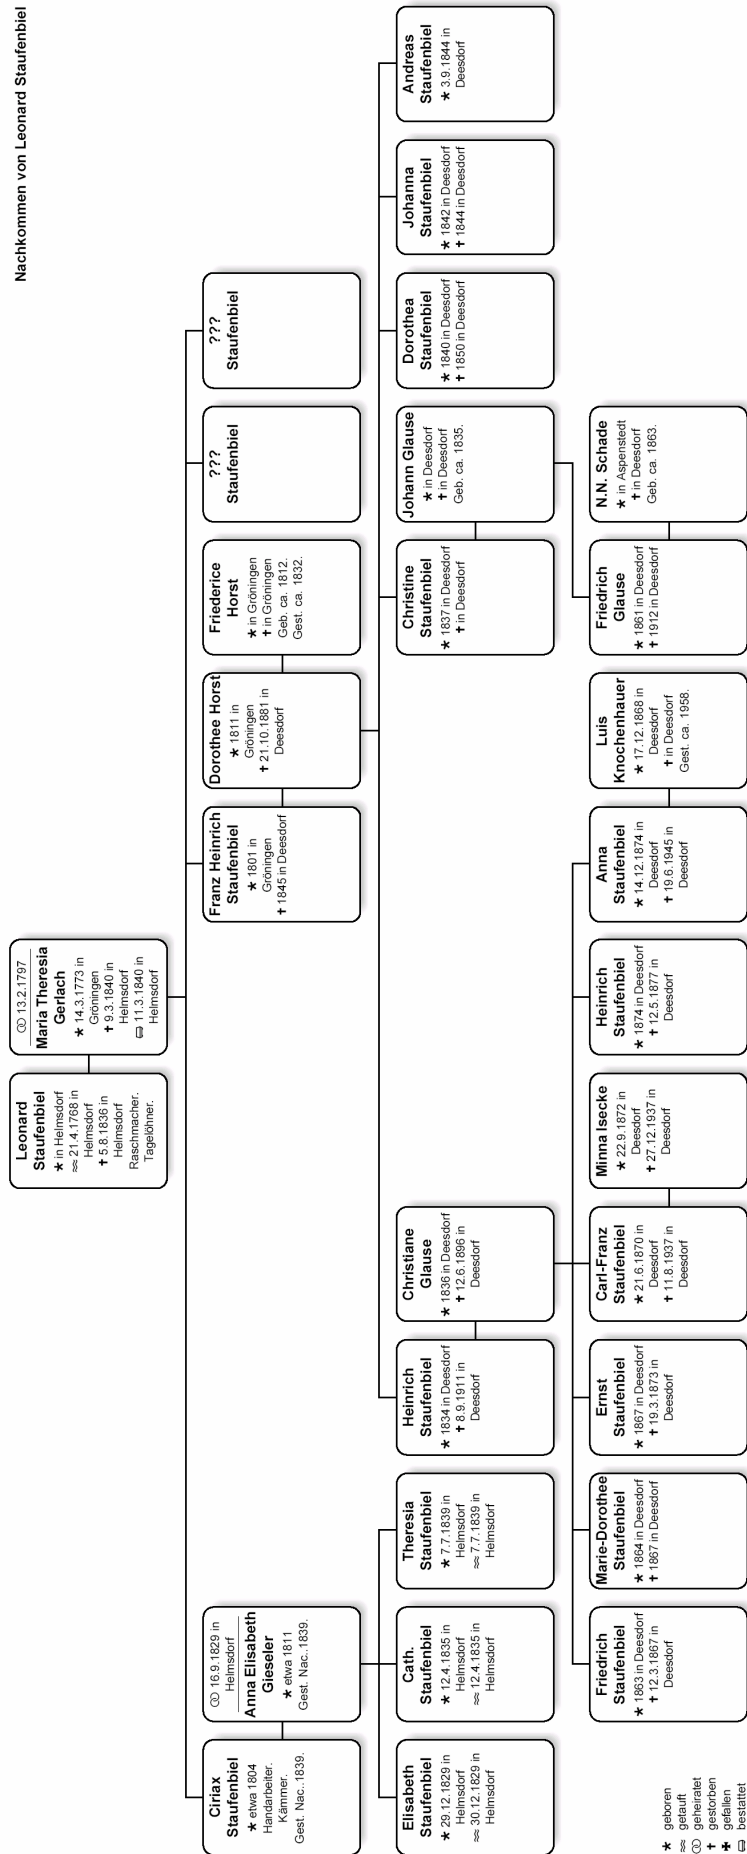 Nachkommen von Leonard Staufenbiel
Leonard
Staufenbiel
★ in Helmsdorf
≈ 21.4.1768 in
Helmsdorf
✝ 5.8.1836 in
Helmsdorf
Raschmacher.
Tagelöhner.
⚭ 13.2.1797
Maria Theresia
Gerlach
★ 14.3.1773 in
Gröningen
✝ 9.3.1840 in
Helmsdorf
⚰ 11.3.1840 in
Helmsdorf
Ciriax
Staufenbiel
★ etwa 1804
Handarbeiter.
Kämmer.
Gest. Nac..1839.
⚭ 16.9.1829 in
Helmsdorf
Anna Elisabeth
Gieseler
★ etwa 1811
Gest. Nac..1839.
Franz Heinrich
Staufenbiel
★ 1801 in
Gröningen
✝ 1845 in Deesdorf
Dorothee Horst
★ 1811 in
Gröningen
✝ 21.10.1881 in
Deesdorf
Friederice
Horst
★ in Gröningen
✝ in Gröningen
Geb. ca. 1812.
Gest. ca. 1832.
???
Staufenbiel
???
Staufenbiel
Elisabeth
Staufenbiel
★ 29.12.1829 in
Helmsdorf
≈ 30.12.1829 in
Helmsdorf
Cath.
Staufenbiel
★ 12.4.1835 in
Helmsdorf
≈ 12.4.1835 in
Helmsdorf
Theresia
Staufenbiel
★ 7.7.1839 in
Helmsdorf
≈ 7.7.1839 in
Helmsdorf
Heinrich
Staufenbiel
★ 1834 in Deesdorf
✝ 8.9.1911 in
Deesdorf
Christiane
Glause
★ 1836 in Deesdorf
✝ 12.6.1896 in
Deesdorf
Christine
Staufenbiel
★ 1837 in Deesdorf
✝ in Deesdorf
Johann Glause
★ in Deesdorf
✝ in Deesdorf
Geb. ca. 1835.
Dorothea
Staufenbiel
★ 1840 in Deesdorf
✝ 1850 in Deesdorf
Johanna
Staufenbiel
★ 1842 in Deesdorf
✝ 1844 in Deesdorf
Andreas
Staufenbiel
★ 3.9.1844 in
Deesdorf
Friedrich
Staufenbiel
★ 1863 in Deesdorf
✝ 12.3.1867 in
Deesdorf
Marie-Dorothee
Staufenbiel
★ 1864 in Deesdorf
✝ 1867 in Deesdorf
Ernst
Staufenbiel
★ 1867 in Deesdorf
✝ 19.3.1873 in
Deesdorf
Carl-Franz
Staufenbiel
★ 21.6.1870 in
Deesdorf
✝ 11.8.1937 in
Deesdorf
Minna Isecke
★ 22.9.1872 in
Deesdorf
✝ 27.12.1937 in
Deesdorf
Heinrich
Staufenbiel
★ 1874 in Deesdorf
✝ 12.5.1877 in
Deesdorf
Anna
Staufenbiel
★ 14.12.1874 in
Deesdorf
✝ 19.6.1945 in
Deesdorf
Luis
Knochenhauer
★ 17.12.1868 in
Deesdorf
✝ in Deesdorf
Gest. ca. 1958.
Friedrich
Glause
★ 1861 in Deesdorf
✝ 1912 in Deesdorf
N.N. Schade
★ in Aspenstedt
✝ in Deesdorf
Geb. ca. 1863.
★ geboren
≈ getauft
⚭ geheiratet
✝ gestorben
✠ gefallen
⚰ bestattet